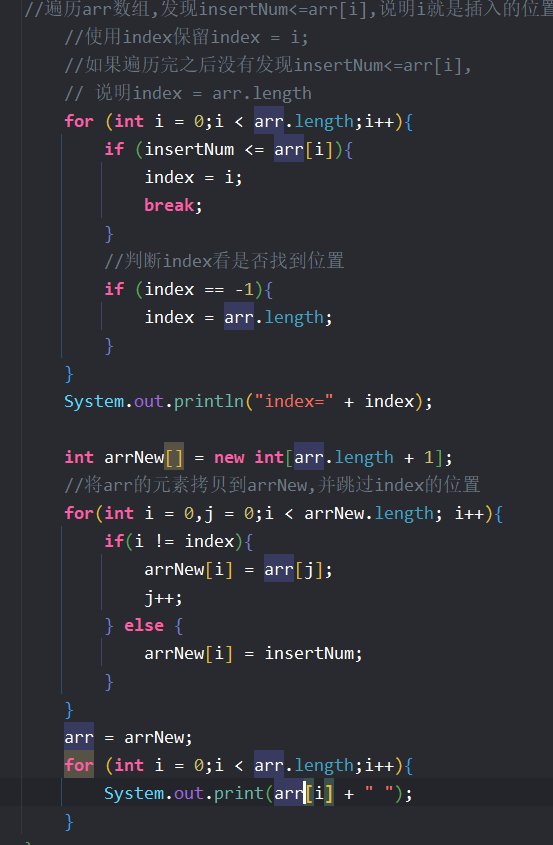 //遍历arr数组,发现insertNum<=arr[i],说明i就是插入的位置
//使用index保留index = i;
//如果遍历完之后没有发现insertNum<=arr[i],
// 说明index = arr.length
for (int i = 0;i < arr.length;i++){
if (insertNum <= arr[i]){
index = i;
break;
}
//判断index看是否找到位置
if (index == -1){
index = arr.length;
}
}
System.out.println("index=" + index);
int arrNew[] = new int[arr.length + 1];
//将arr的元素拷贝到arrNew,并跳过index的位置
for(int i = 0,j = 0;i < arrNew.length; i++){
if(i != index){
arrNew[i] = arr[j];
j++;
} else {
arrNew[i] = insertNum;
}
}
arr = arrNew;
for (int i = 0;i < arr.length;i++){
System.out.print(arr[i] + " ");
}